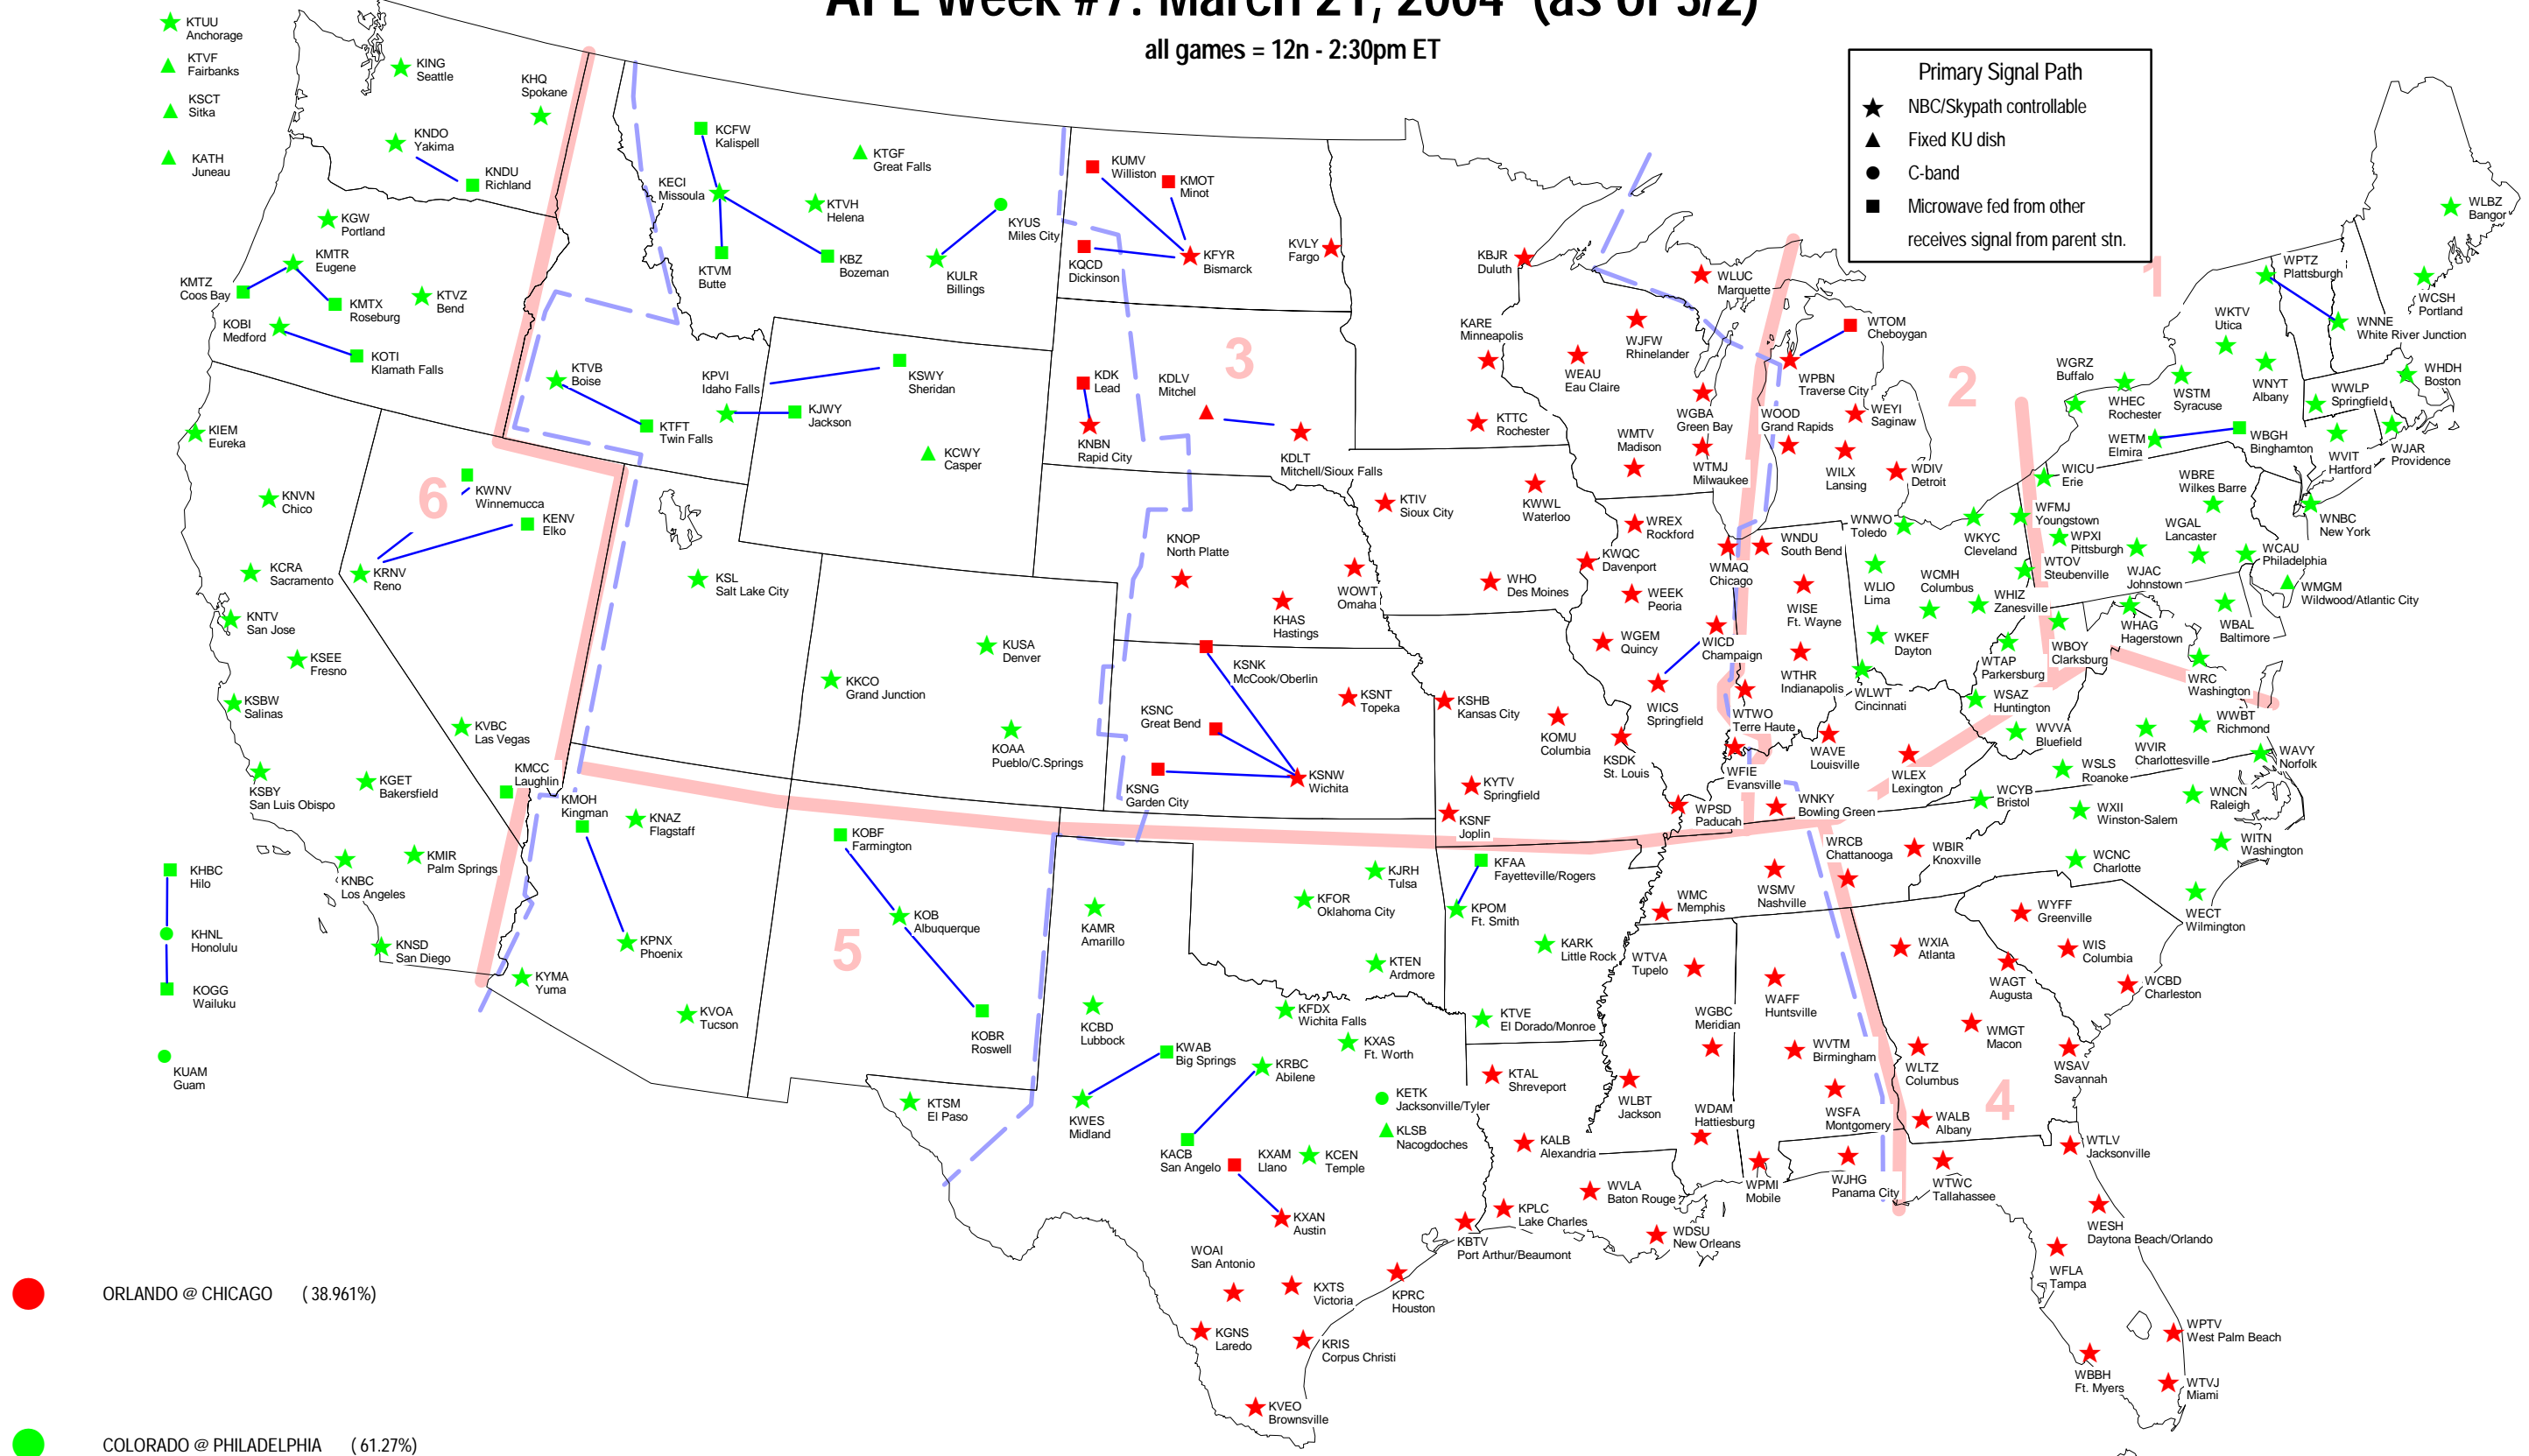 AFL Week #7: March 21, 2004 (as of 3/2)
all games = 12n - 2:30pm ET
Primary Signal Path
NBC/Skypath controllable
Fixed KU dish
C-band
Microwave fed from other
receives signal from parent stn.
KTUU
Anchorage
KTVF
Fairbanks
KSCT
Sitka
KATH
Juneau
KING
Seattle
KHQ
Spokane
KNDO
Yakima
KNDU
Richland
KGW
Portland
KMTR
Eugene
KMTZ
Coos Bay
KMTX
Roseburg
KTVZ
Bend
KOBI
Medford
KOTI
Klamath Falls
KCFW
Kalispell
KTGF
Great Falls
KECI
Missoula
KTVH
Helena
KYUS
Miles City
KTVM
Butte
KBZ
Bozeman
KULR
Billings
KTVB
Boise
KTFT
Twin Falls
KPVI
Idaho Falls
KJWY
Jackson
KSWY
Sheridan
KCWY
Casper
KUMV
Williston
KMOT
Minot
KQCD
Dickinson
KFYR
Bismarck
KVLY
Fargo
3
KDK
Lead
KNBN
Rapid City
KDLV
Mitchel
KDLT
Mitchell/Sioux Falls
KBJR
Duluth
KARE
Minneapolis
KTTC
Rochester
WLUC
Marquette
WJFW
Rhinelander
WEAU
Eau Claire
WGBA
Green Bay
WMTV
Madison
WTMJ
Milwaukee
WTOM
Cheboygan
WPBN
Traverse City
WOOD
Grand Rapids
WEYI
Saginaw
WILX
Lansing
WDIV
Detroit
2
1
WLBZ
Bangor
WPTZ
Plattsburgh
WCSH
Portland
WNNE
White River Junction
WKTV
Utica
WGRZ
Buffalo
WHEC
Rochester
WSTM
Syracuse
WNYT
Albany
WWLP
Springfield
WHDH
Boston
WETM
Elmira
WBGH
Binghamton
WVIT
Hartford
WJAR
Providence
WICU
Erie
WBRE
Wilkes Barre
WNBC
New York
WFMJ
Youngstown
WPXI
Pittsburgh
WGAL
Lancaster
WCAU
Philadelphia
WTOV
Steubenville
WJAC
Johnstown
WMGM
Wildwood/Atlantic City
WHAG
Hagerstown
WBAL
Baltimore
WBOY
Clarksburg
WRC
Washington
WNWO
Toledo
WKYC
Cleveland
WLIO
Lima
WCMH
Columbus
WHIZ
Zanesville
WKEF
Dayton
WTAP
Parkersburg
WLWT
Cincinnati
WSAZ
Huntington
WVVA
Bluefield
WVIR
Charlottesville
WWBT
Richmond
WAVY
Norfolk
WSLS
Roanoke
WCYB
Bristol
WXII
Winston-Salem
WNCN
Raleigh
WITN
Washington
WCNC
Charlotte
WECT
Wilmington
KIEM
Eureka
KNVN
Chico
6
KWNV
Winnemucca
KENV
Elko
KCRA
Sacramento
KRNV
Reno
KNTV
San Jose
KSEE
Fresno
KSBW
Salinas
KVBC
Las Vegas
KSBY
San Luis Obispo
KGET
Bakersfield
KMCC
Laughlin
KMOH
Kingman
KNAZ
Flagstaff
KNBC
Los Angeles
KMIR
Palm Springs
KNSD
San Diego
KYMA
Yuma
KPNX
Phoenix
KVOA
Tucson
KSL
Salt Lake City
KUSA
Denver
KKCO
Grand Junction
KOAA
Pueblo/C.Springs
KOBF
Farmington
KOB
Albuquerque
5
KOBR
Roswell
KTSM
El Paso
KNOP
North Platte
KHAS
Hastings
WOWT
Omaha
KTIV
Sioux City
KWWL
Waterloo
WHO
Des Moines
KWQC
Davenport
WREX
Rockford
WEEK
Peoria
WMAQ
Chicago
WNDU
South Bend
WISE
Ft. Wayne
WGEM
Quincy
WICD
Champaign
WICS
Springfield
WTHR
Indianapolis
WTWO
Terre Haute
WFIE
Evansville
WAVE
Louisville
WLEX
Lexington
WPSD
Paducah
WNKY
Bowling Green
KSNK
McCook/Oberlin
KSNC
Great Bend
KSNG
Garden City
KSNT
Topeka
KSNW
Wichita
KSHB
Kansas City
KOMU
Columbia
KSDK
St. Louis
KYTV
Springfield
KSNF
Joplin
KJRH
Tulsa
KFOR
Oklahoma City
KTEN
Ardmore
KFAA
Fayetteville/Rogers
KPOM
Ft. Smith
KARK
Little Rock
KTVE
El Dorado/Monroe
KAMR
Amarillo
KCBD
Lubbock
KFDX
Wichita Falls
KXAS
Ft. Worth
KWAB
Big Springs
KRBC
Abilene
KWES
Midland
KACB
San Angelo
KETK
Jacksonville/Tyler
KLSB
Nacogdoches
KXAM
Llano
KCEN
Temple
KXAN
Austin
WOAI
San Antonio
KXTS
Victoria
KPRC
Houston
KGNS
Laredo
KRIS
Corpus Christi
KVEO
Brownsville
KBTV
Port Arthur/Beaumont
KTAL
Shreveport
KALB
Alexandria
KPLC
Lake Charles
WVLA
Baton Rouge
WDSU
New Orleans
WMC
Memphis
WSMV
Nashville
WRCB
Chattanooga
WBIR
Knoxville
WTVA
Tupelo
WGBC
Meridian
WLBT
Jackson
WDAM
Hattiesburg
WAFF
Huntsville
WVTM
Birmingham
WSFA
Montgomery
WPMI
Mobile
WJHG
Panama City
WYFF
Greenville
WXIA
Atlanta
WIS
Columbia
WAGT
Augusta
WCBD
Charleston
WMGT
Macon
WLTZ
Columbus
WSAV
Savannah
4
WALB
Albany
WTLV
Jacksonville
WTWC
Tallahassee
WESH
Daytona Beach/Orlando
WFLA
Tampa
WPTV
West Palm Beach
WBBH
Ft. Myers
WTVJ
Miami
KHBC
Hilo
KHNL
Honolulu
KOGG
Wailuku
KUAM
Guam
ORLANDO @ CHICAGO (38.961%)
COLORADO @ PHILADELPHIA (61.27%)